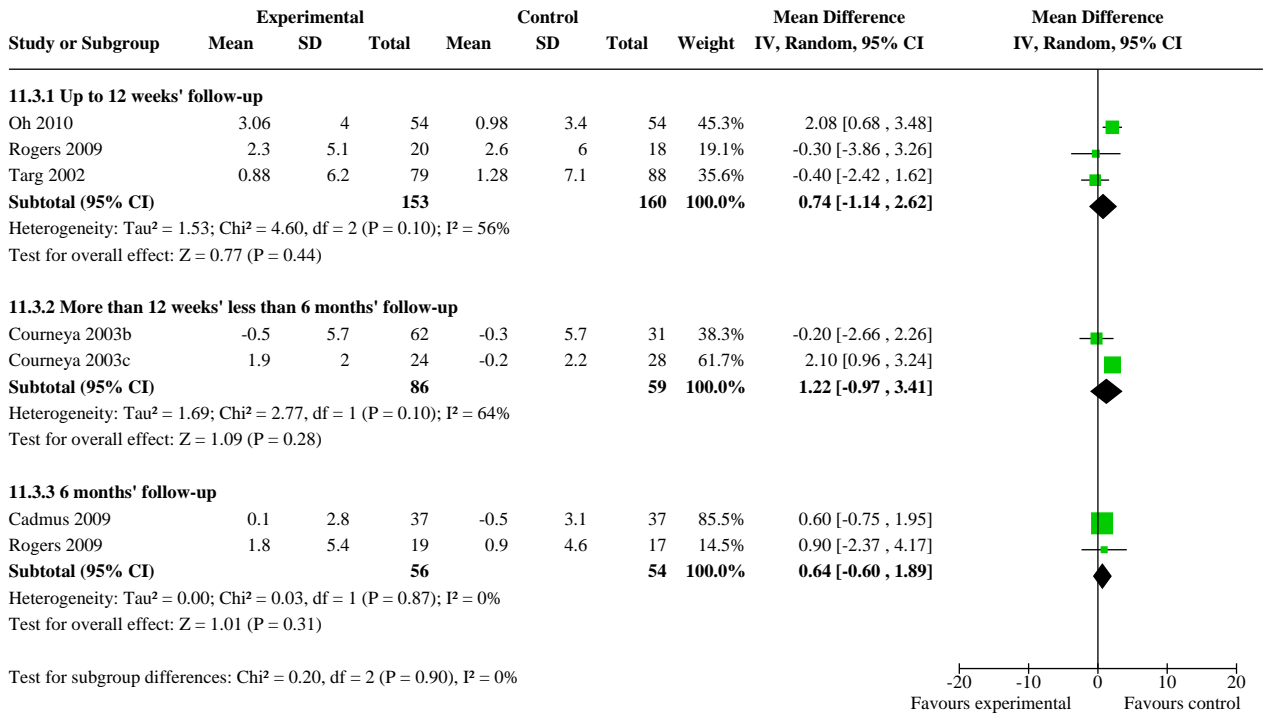 Experimental Control Mean Difference Mean Difference
Study or Subgroup Mean SD Total Mean SD Total Weight IV, Random, 95% CI IV, Random, 95% CI
11.3.1 Up to 12 weeks' follow-up
Oh 2010 3.06 4 54 0.98 3.4 54 45.3% 2.08 [0.68 , 3.48]
Rogers 2009 2.3 5.1 20 2.6 6 18 19.1% -0.30 [-3.86 , 3.26]
Targ 2002 0.88 6.2 79 1.28 7.1 88 35.6% -0.40 [-2.42 , 1.62]
Subtotal (95% CI) 153 160 100.0% 0.74 [-1.14 , 2.62]
Heterogeneity: Tau² = 1.53; Chi² = 4.60, df = 2 (P = 0.10); I² = 56%
Test for overall effect: Z = 0.77 (P = 0.44)
11.3.2 More than 12 weeks' less than 6 months' follow-up
Courneya 2003b -0.5 5.7 62 -0.3 5.7 31 38.3% -0.20 [-2.66 , 2.26]
Courneya 2003c 1.9 2 24 -0.2 2.2 28 61.7% 2.10 [0.96 , 3.24]
Subtotal (95% CI) 86 59 100.0% 1.22 [-0.97 , 3.41]
Heterogeneity: Tau² = 1.69; Chi² = 2.77, df = 1 (P = 0.10); I² = 64%
Test for overall effect: Z = 1.09 (P = 0.28)
11.3.3 6 months' follow-up
Cadmus 2009 0.1 2.8 37 -0.5 3.1 37 85.5% 0.60 [-0.75 , 1.95]
Rogers 2009 1.8 5.4 19 0.9 4.6 17 14.5% 0.90 [-2.37 , 4.17]
Subtotal (95% CI) 56 54 100.0% 0.64 [-0.60 , 1.89]
Heterogeneity: Tau² = 0.00; Chi² = 0.03, df = 1 (P = 0.87); I² = 0%
Test for overall effect: Z = 1.01 (P = 0.31)
Test for subgroup differences: Chi² = 0.20, df = 2 (P = 0.90), I² = 0%
-20 -10 0 10 20
Favours experimental Favours control